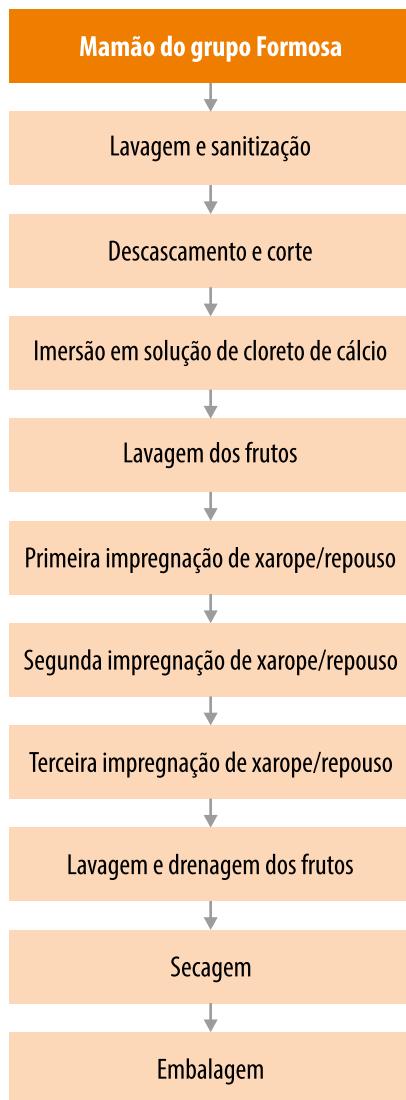 Mamão do grupo Formosa
Lavagem e sanitização
Descascamento e corte
Imersão em solução de cloreto de cálcio
Lavagem dos frutos
Primeira impregnação de xarope/repouso
Segunda impregnação de xarope/repouso
Terceira impregnação de xarope/repouso
Lavagem e drenagem dos frutos
Secagem
Embalagem